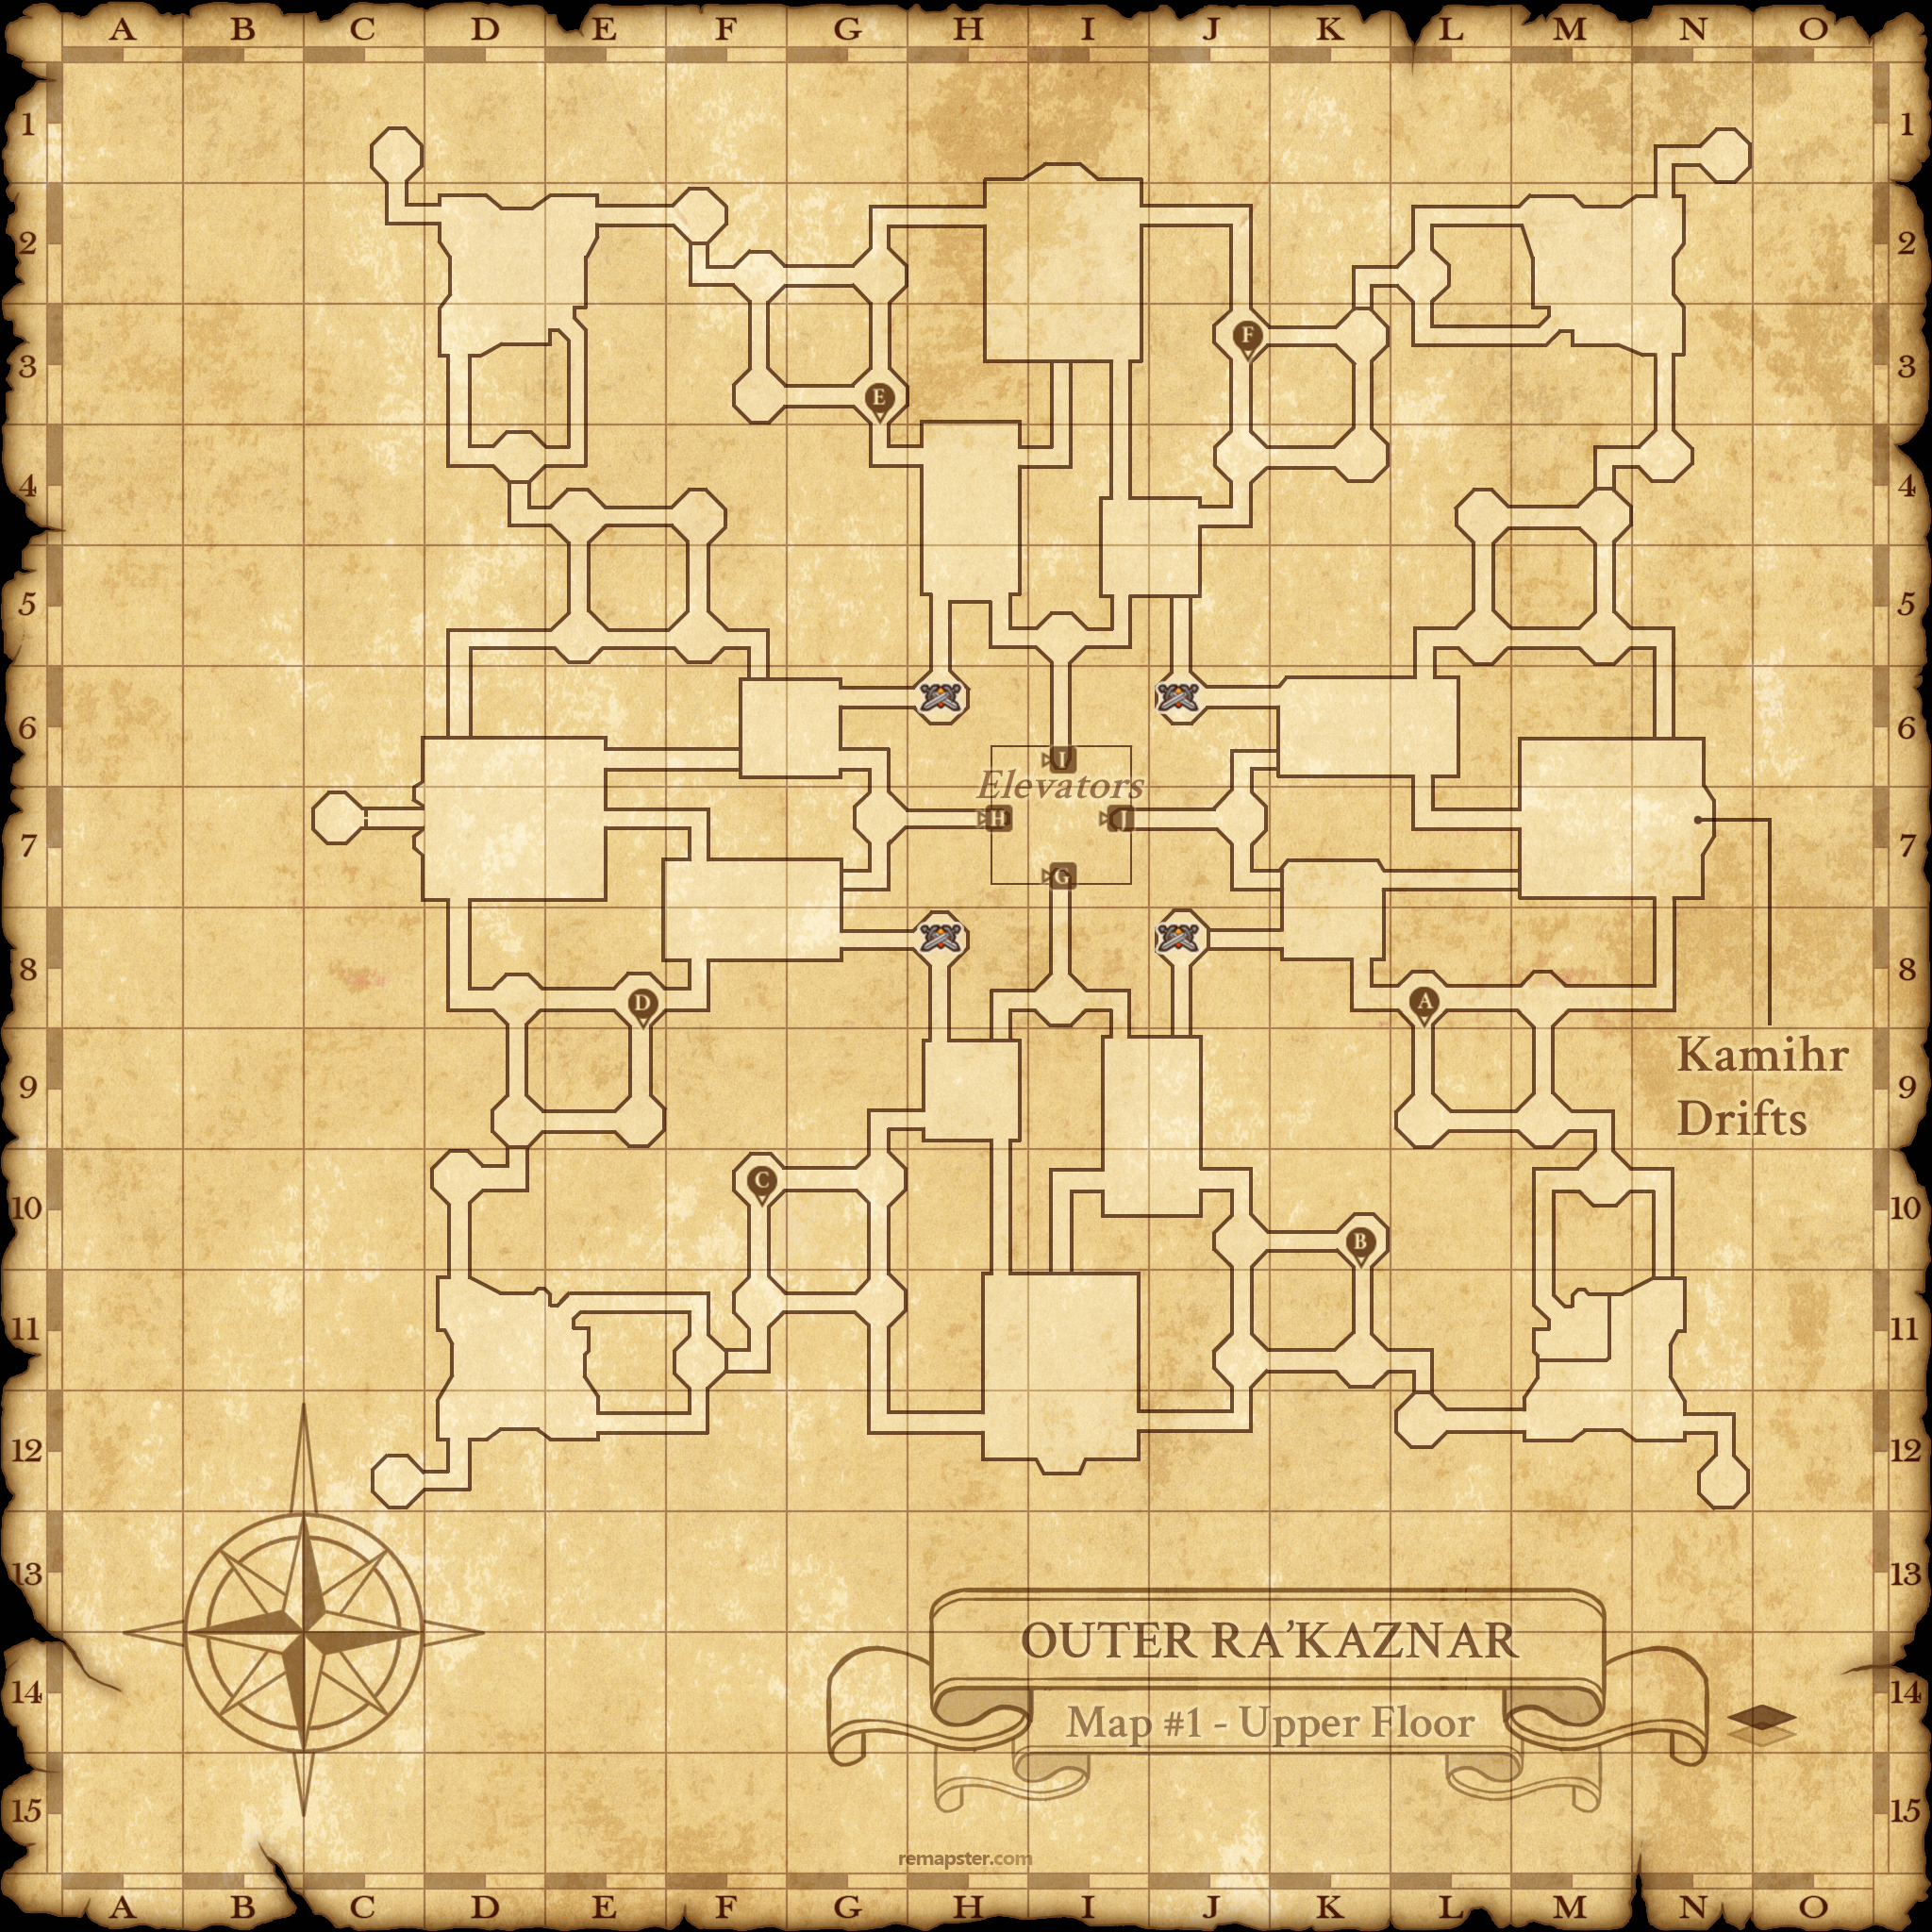 A B C D E F G H I J K L M N O
1 1
2 2
F
3 3
E
4 4
5 5
6 6
I
Elevators
H J
7 7
G
8 8
D A
Kamihr
9 9
Drifts
C
10 10
B
11 11
12 12
13 13
OUTER RA'KAZNAR
14 14
Map #1 - Upper Floor
15 15
remapster.com
A B C D E F G H I J K L M N O